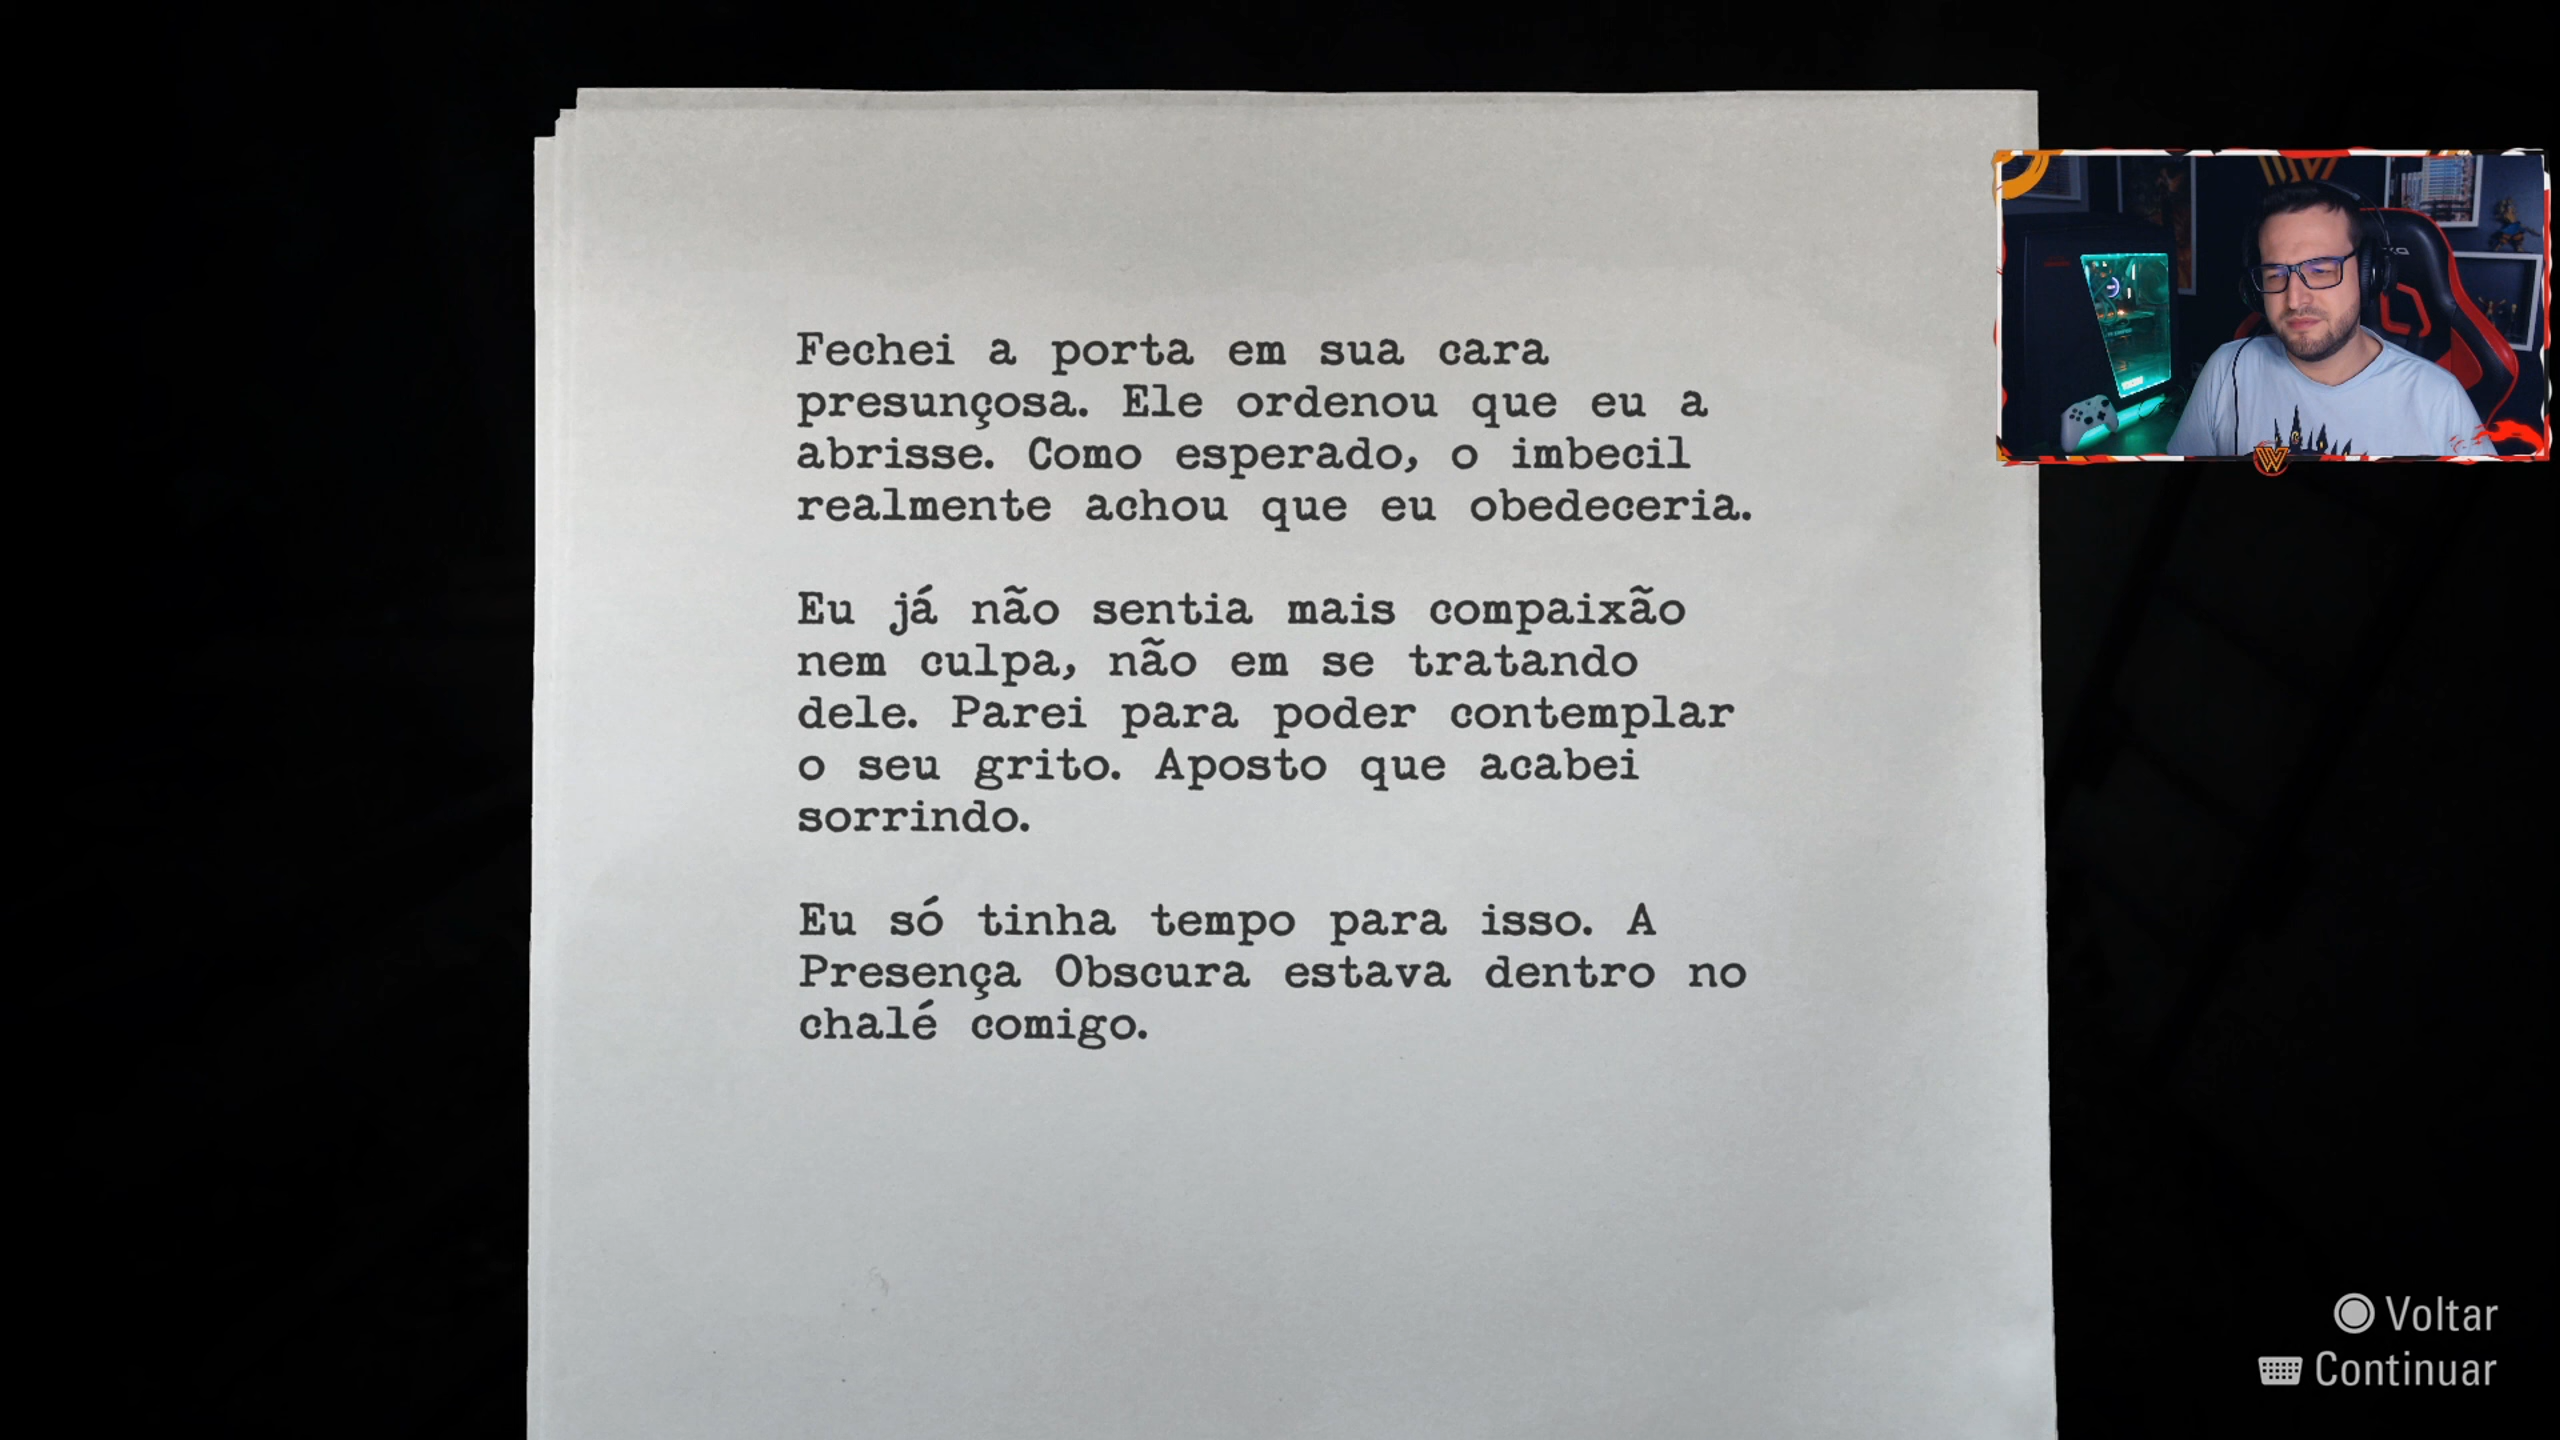 Fechei a porta em sua cara
presunçosa. Ele ordenou que eu a
abrisse. Como esperado, o imbecil
realmente achou que eu obedeceria.
Eu já não sentia mais compaixão
nem culpa, não em se tratando
dele. Parei para poder contemplar
o seu grito. Aposto que acabei
sorrindo.
Eu só tinha tempo para isso. A
Presença Obscura estava dentro no
chalé comigo.
Voltar
Continuar